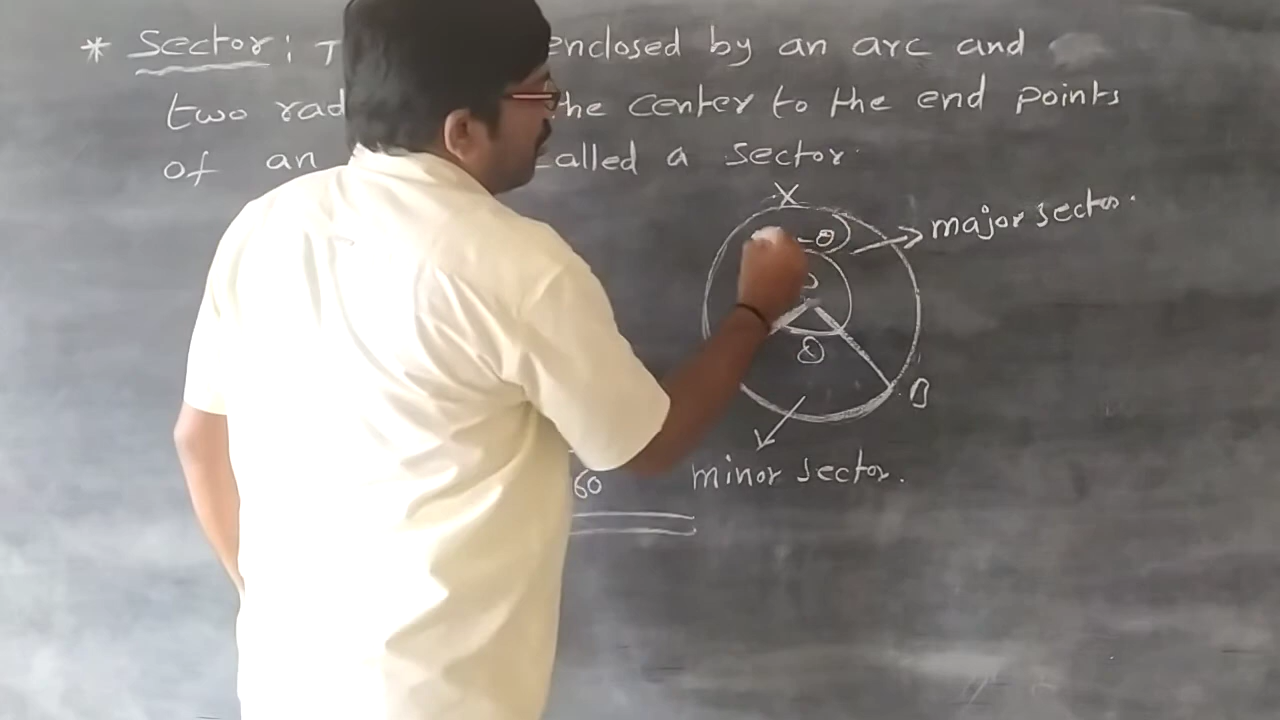 * Sector: T enclosed by an arc and
two rad the center to the end points
of an called a sector
X
-θ
major sector.
θ
B
60
minor sector.